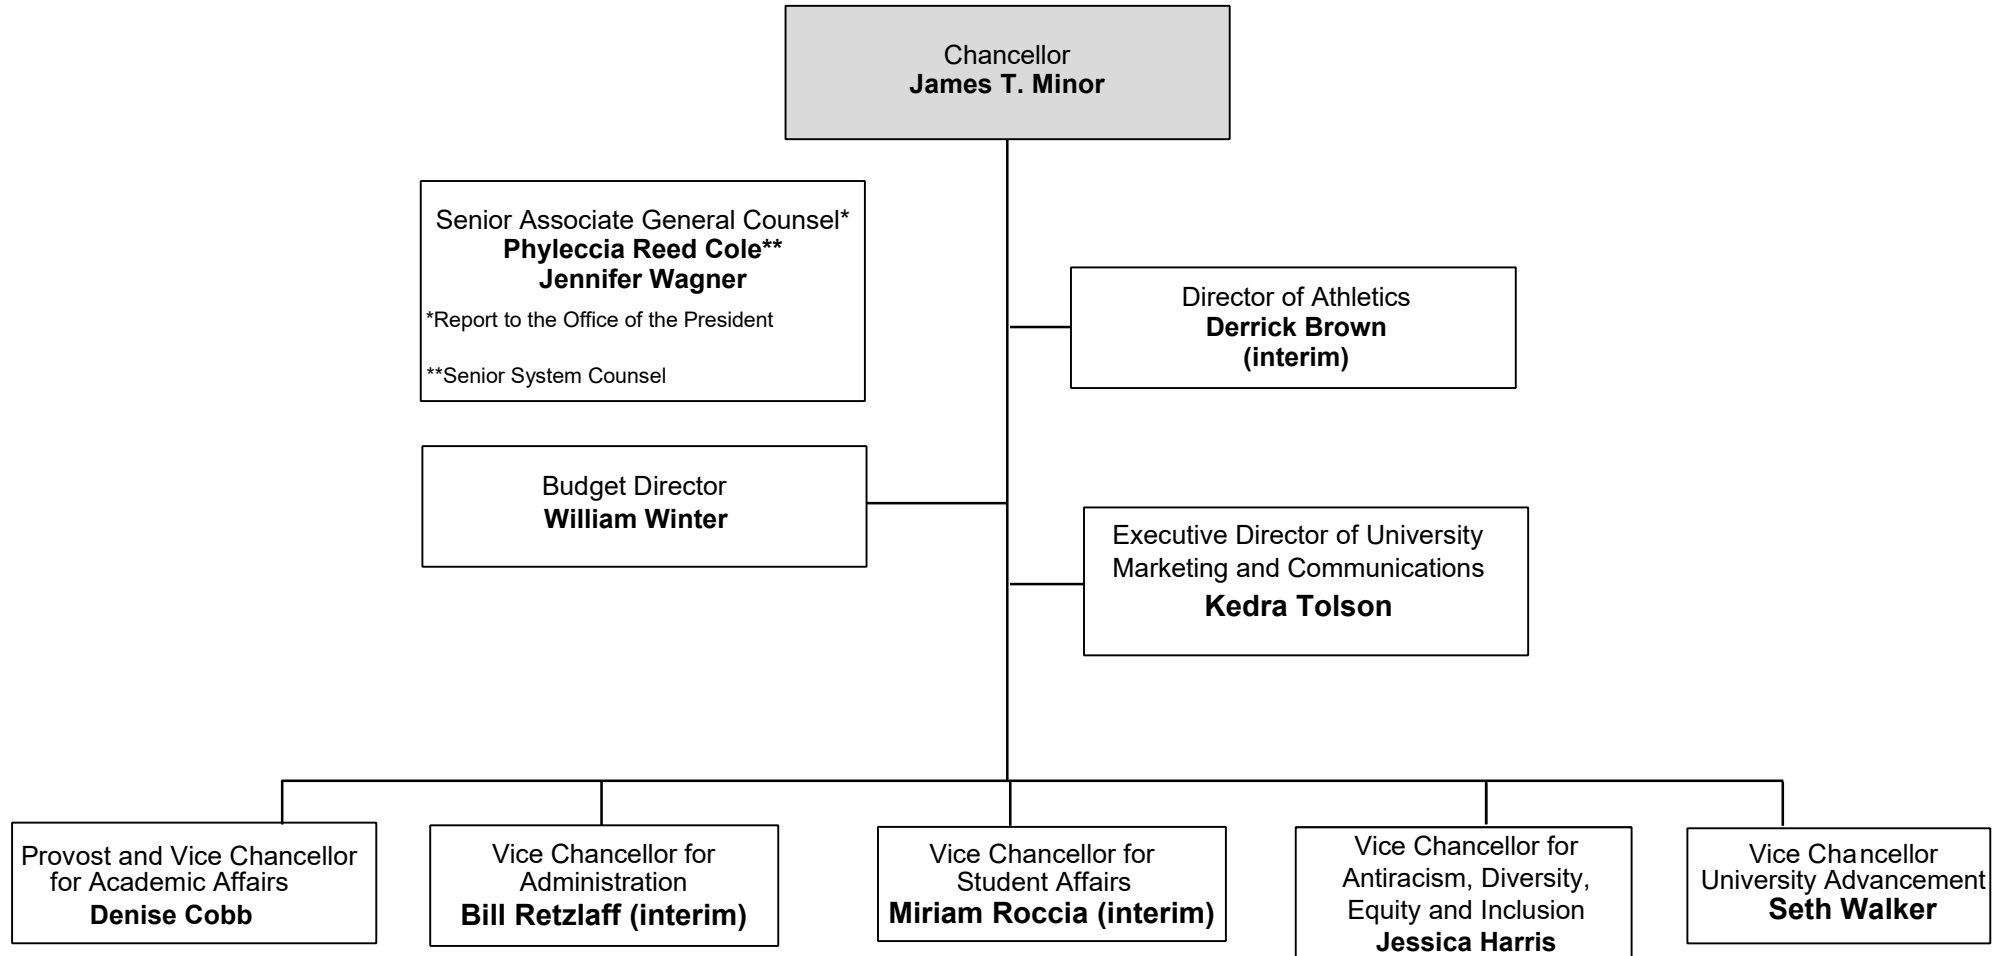 Chancellor
James T. Minor
Senior Associate General Counsel*
Phyleccia Reed Cole**
Jennifer Wagner
*Report to the Office of the President
**Senior System Counsel
Director of Athletics
Derrick Brown
(interim)
Budget Director
William Winter
Executive Director of University
Marketing and Communications
Kedra Tolson
Provost and Vice Chancellor
for Academic Affairs
Denise Cobb
Vice Chancellor for
Administration
Bill Retzlaff (interim)
Vice Chancellor for
Student Affairs
Miriam Roccia (interim)
Vice Chancellor for
Antiracism, Diversity,
Equity and Inclusion
Jessica Harris
Vice Chancellor
University Advancement
Seth Walker